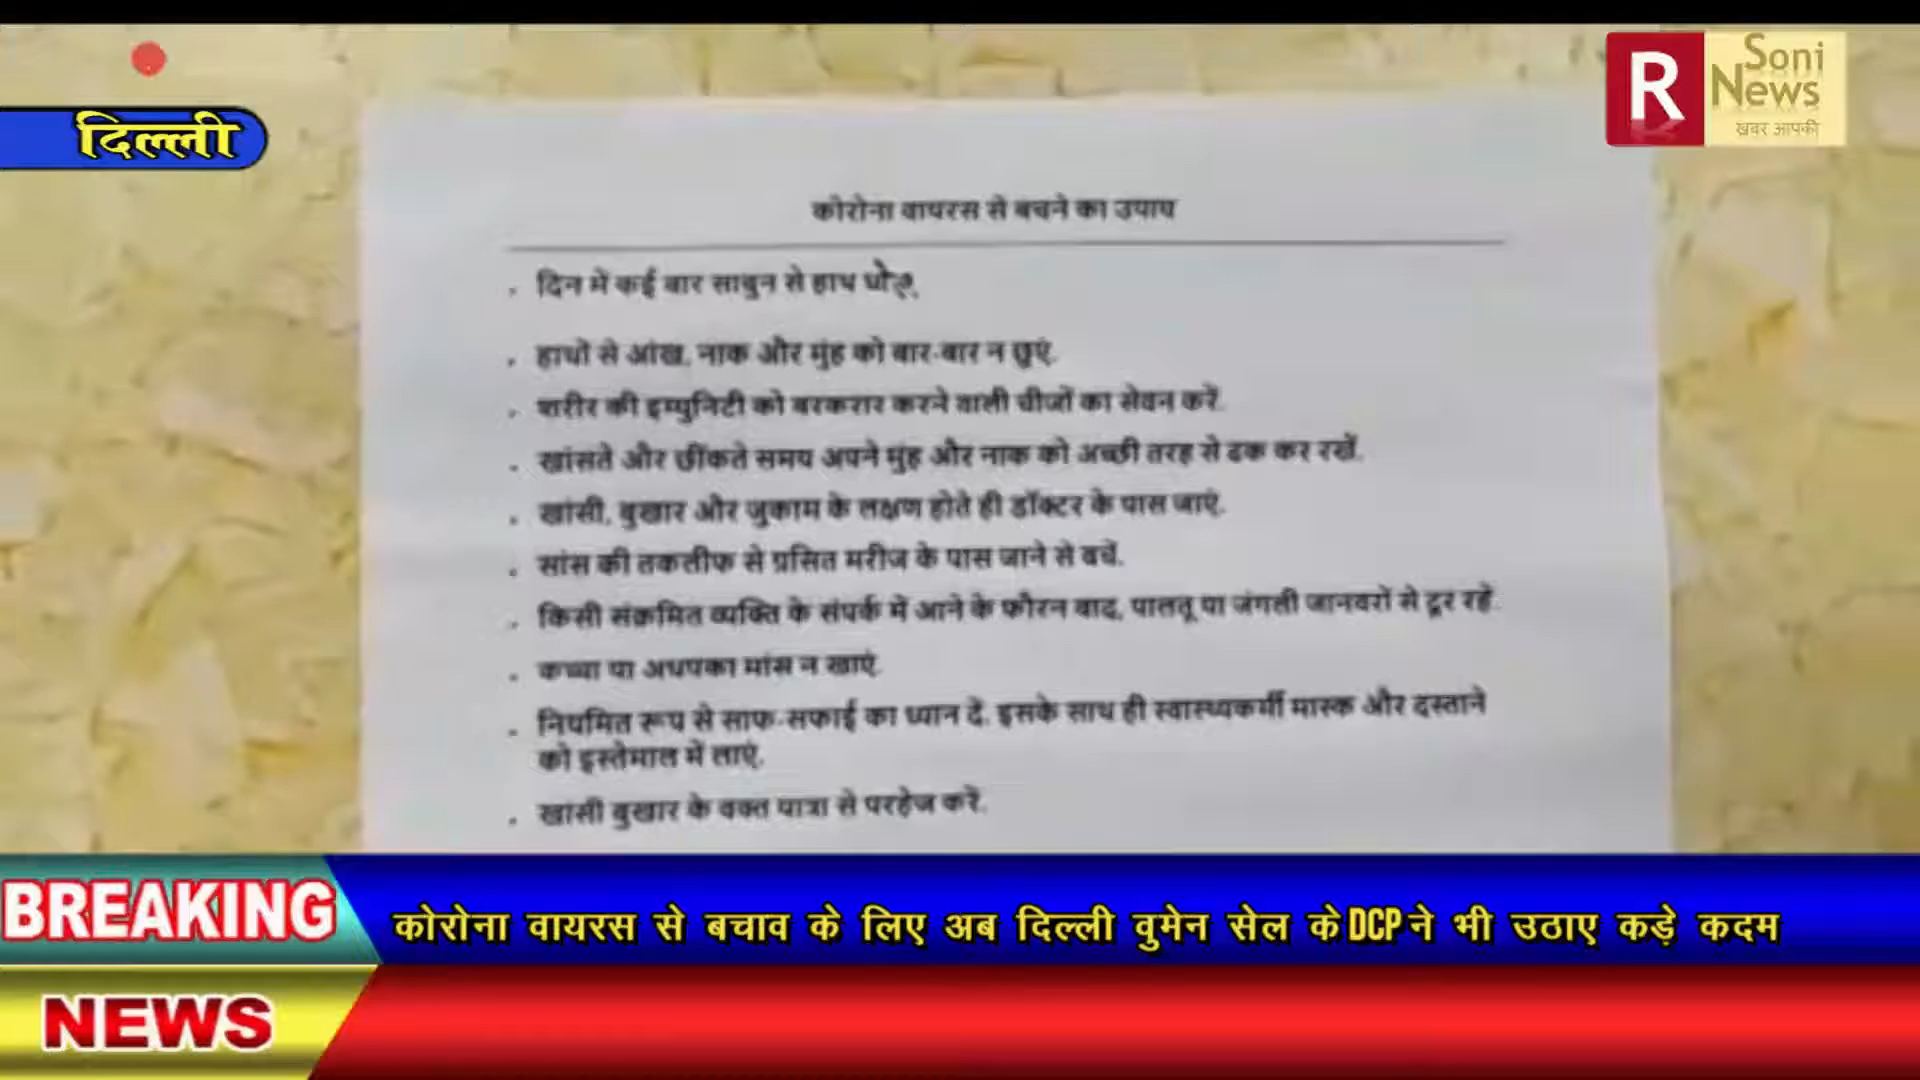 दिल्ली
R
Soni
News
खबर आपकी
कोरोना वायरस से बचने का उपाय
. दिन में कई बार साबुन से हाथ धोए.
. हाथों से आंख, नाक और मुंह को बार-बार न छुएं.
. शरीर की इम्युनिटी को बरकरार करने वाली चीजों का सेवन करें.
. खांसते और छींकते समय अपने मुंह और नाक को अच्छी तरह से ढक कर रखें.
. खांसी, बुखार और जुकाम के लक्षण होते ही डॉक्टर के पास जाएं.
. सांस की तकलीफ से ग्रसित मरीज के पास जाने से बचें.
. किसी संक्रमित व्यक्ति के संपर्क में आने के फौरन बाद, पालतू या जंगली जानवरों से दूर रहें.
. कच्चा या अधपका मांस न खाएं.
. नियमित रूप से साफ-सफाई का ध्यान दें. इसके साथ ही स्वास्थ्यकर्मी मास्क और दस्ताने
को इस्तेमाल में लाएं.
. खासी बुखार के वक्त यात्रा से परहेज करें.
BREAKING
कोरोना वायरस से बचाव के लिए अब दिल्ली वुमेन सेल के DCP ने भी उठाए कड़े कदम
NEWS